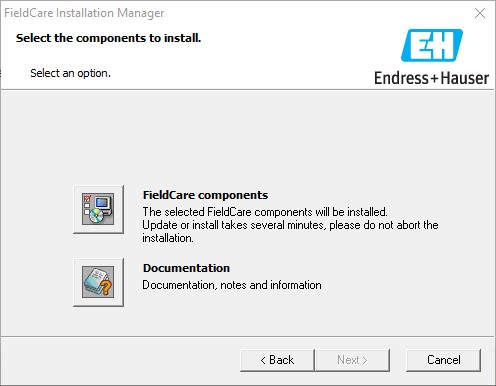 FieldCare Installation Manager
Select the components to install.
Select an option.
EH
Endress+Hauser
FieldCare components
The selected FieldCare components will be installed.
Update or install takes several minutes, please do not abort the
installation.
Documentation
Documentation, notes and information
< Back
Next >
Cancel